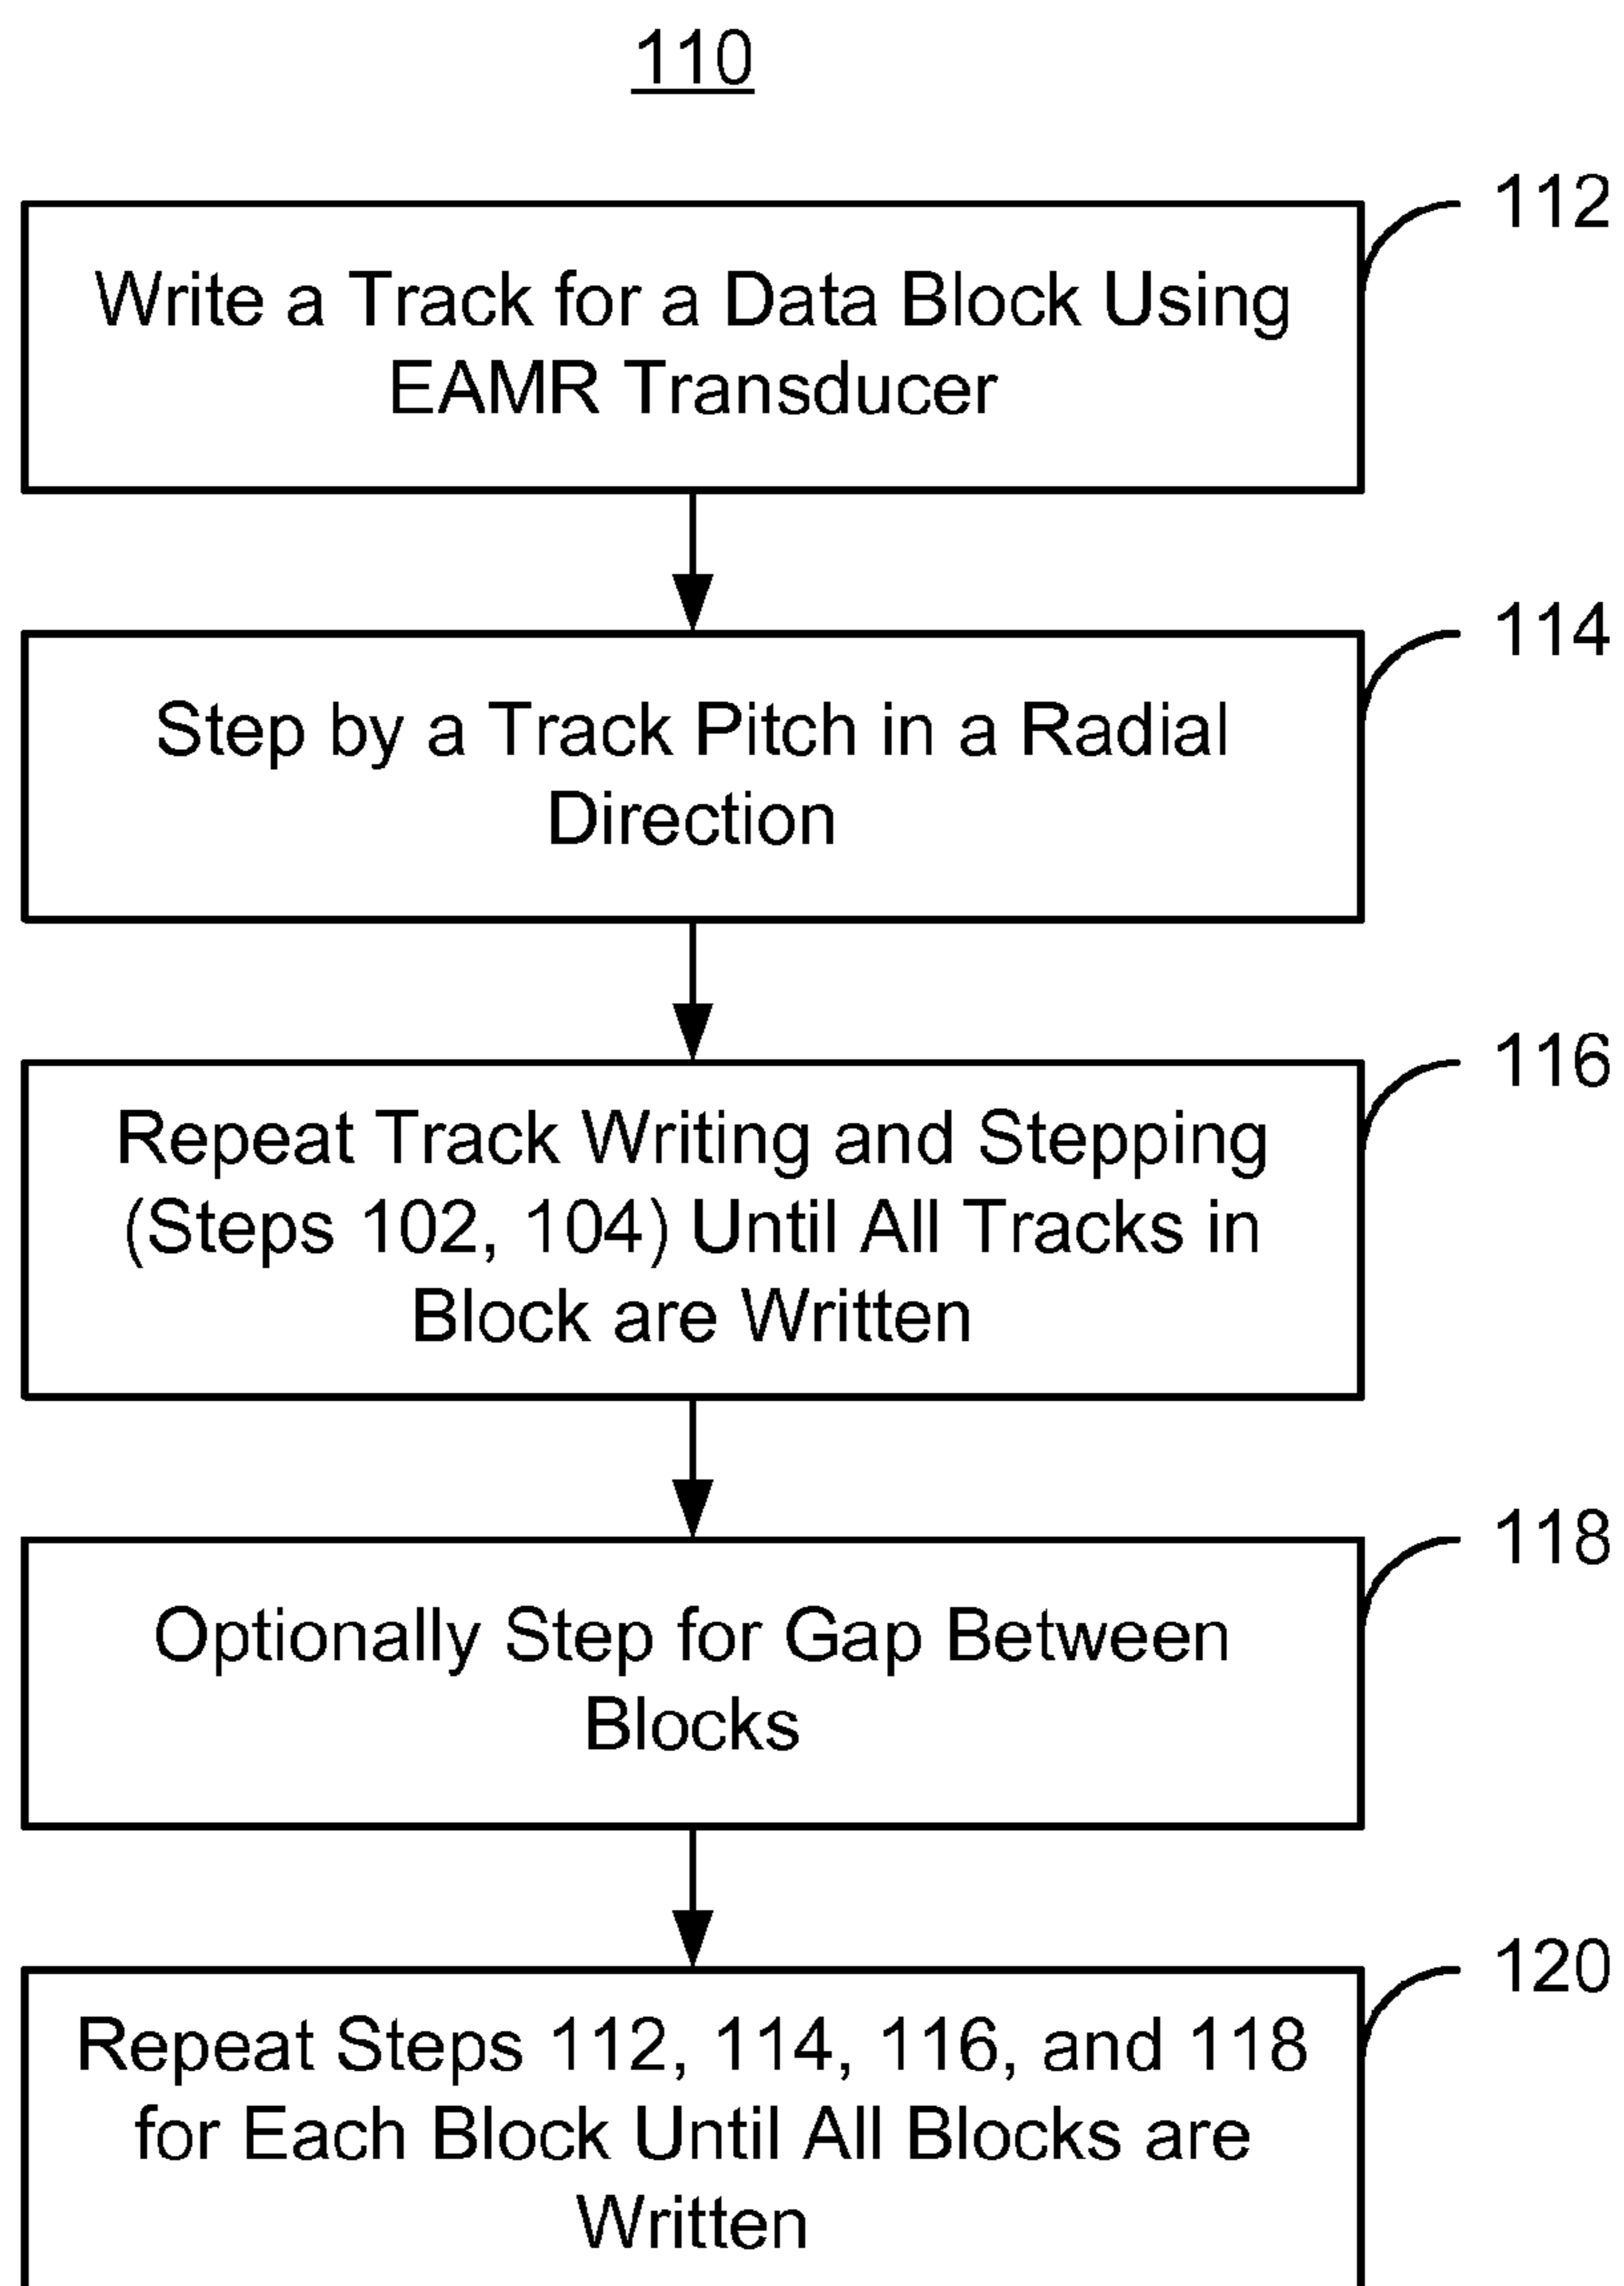 110
112
Write a Track for a Data Block Using
EAMR Transducer
114
Step by a Track Pitch in a Radial
Direction
116
Repeat Track Writing and Stepping
(Steps 102, 104) Until All Tracks in
Block are Written
118
Optionally Step for Gap Between
Blocks
120
Repeat Steps 112, 114, 116, and 118
for Each Block Until All Blocks are
Written